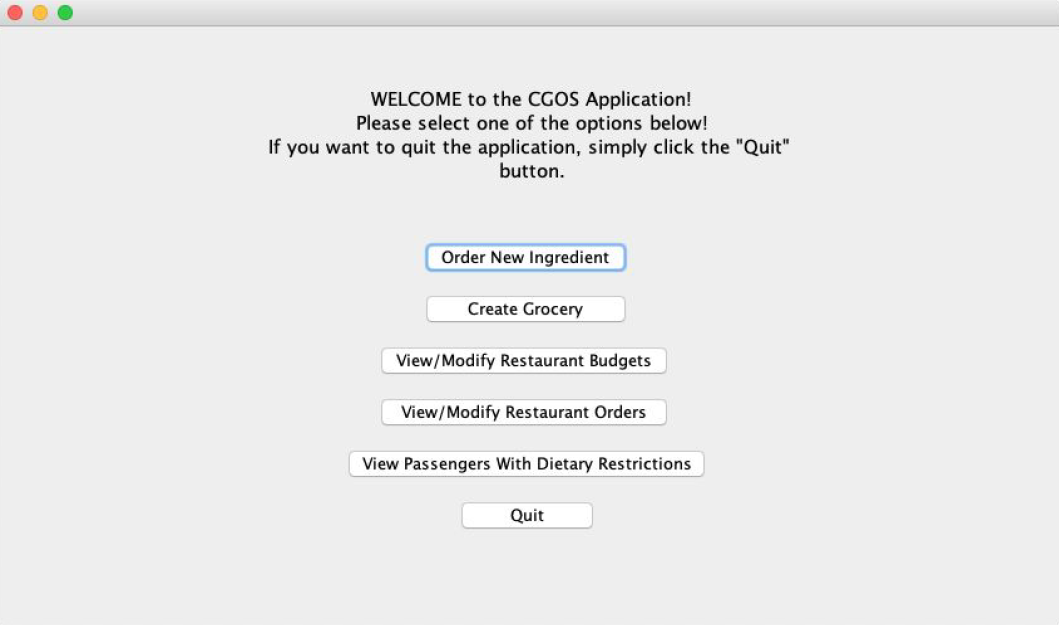 WELCOME to the CGOS Application!
Please select one of the options below!
If you want to quit the application, simply click the "Quit"
button.
Order New Ingredient
Create Grocery
View/Modify Restaurant Budgets
View/Modify Restaurant Orders
View Passengers With Dietary Restrictions
Quit